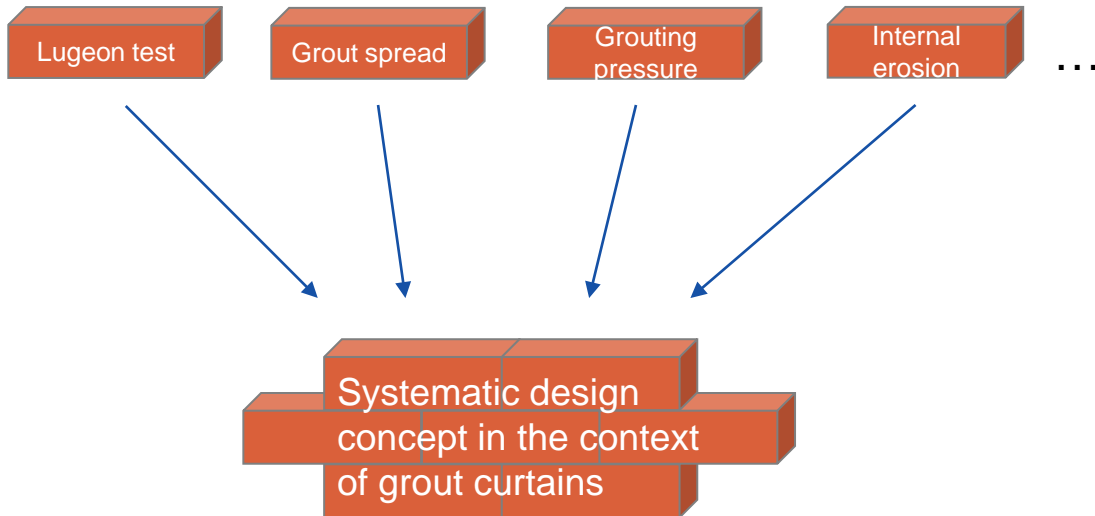 Lugeon test
Grout spread
Grouting
pressure
Internal
erosion
...
Systematic design
concept in the context
of grout curtains